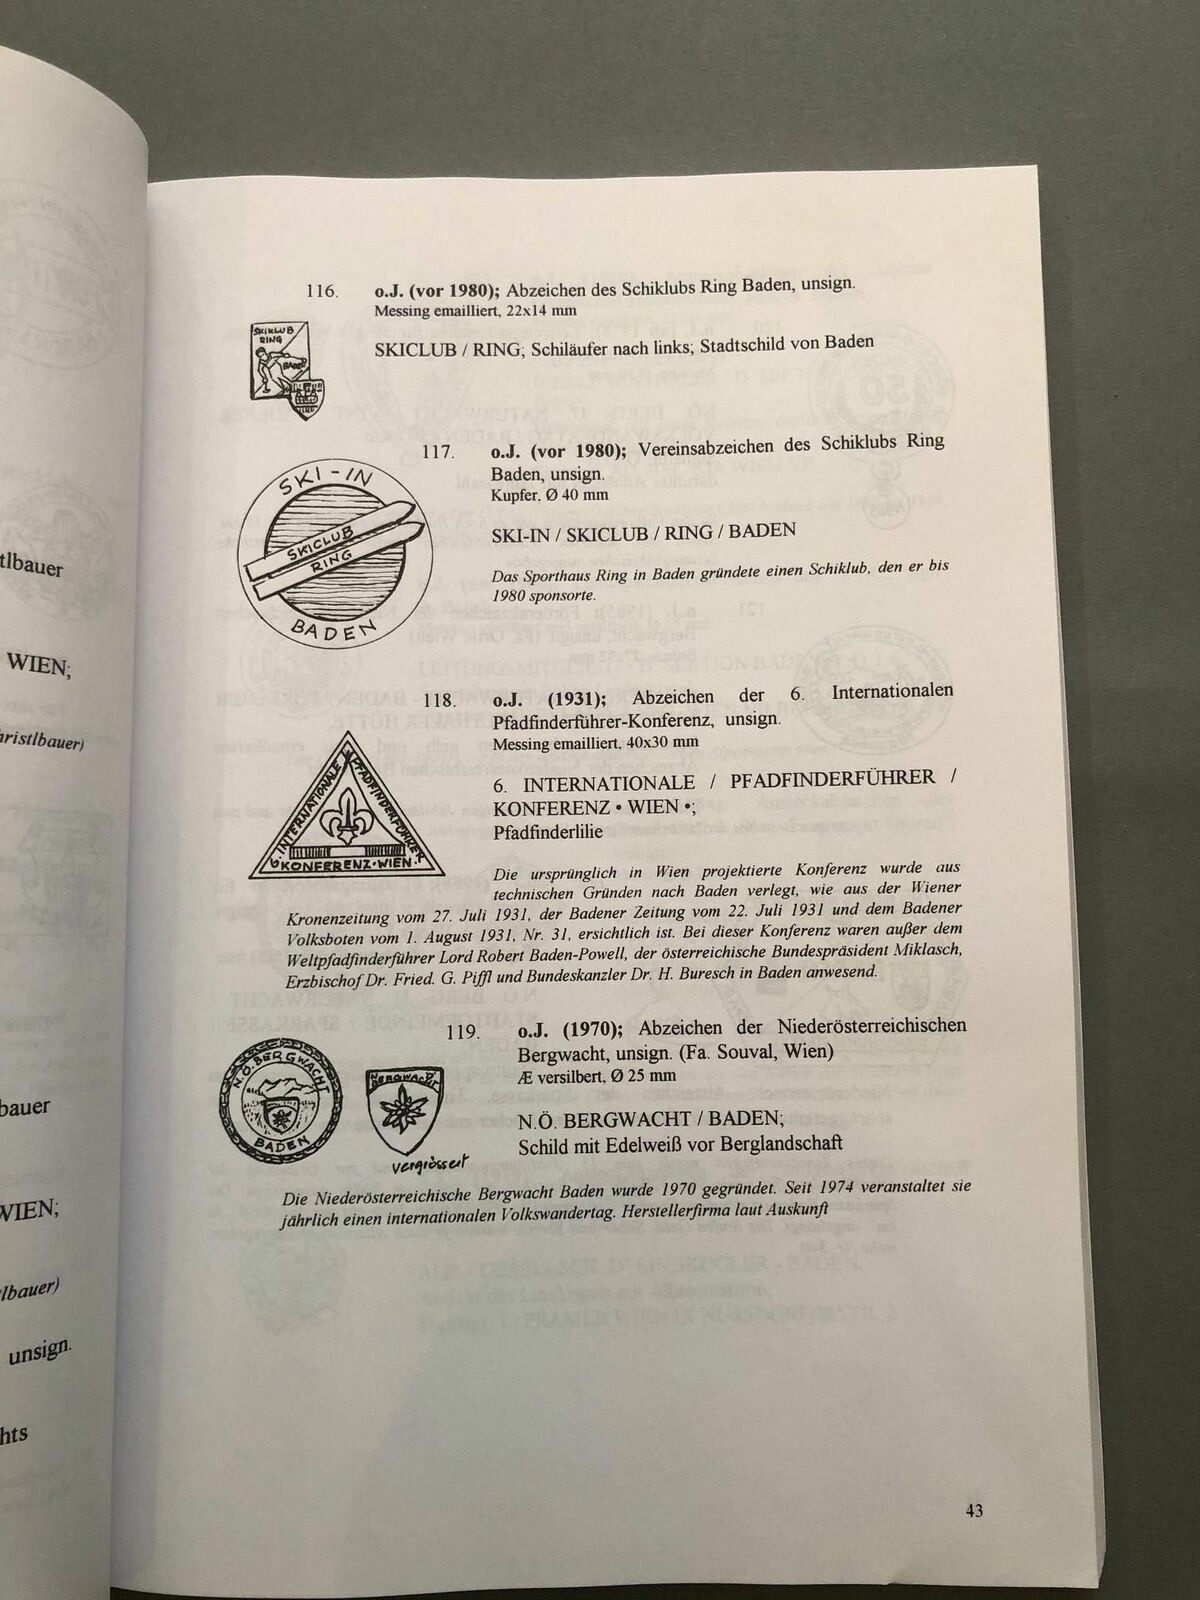 tlbauer
WIEN;
hristlbauer)
bauer
WIEN;
lbauer)
unsign.
hts
116. o.J. (vor 1980); Abzeichen des Schiklubs Ring Baden, unsign.
Messing emailliert, 22x14 mm
SKICLUB / RING; Schiläufer nach links; Stadtschild von Baden
SKIKLUB
RING
BADEN
117. o.J. (vor 1980); Vereinsabzeichen des Schiklubs Ring
Baden, unsign.
Kupfer, Ø 40 mm
SKI-IN / SKICLUB / RING / BADEN
Das Sporthaus Ring in Baden gründete einen Schiklub, den er bis
1980 sponsorte.
SKI-IN
SKICLUB
RING
BADEN
118. o.J. (1931); Abzeichen der 6. Internationalen
Pfadfinderführer-Konferenz, unsign.
Messing emailliert, 40x30 mm
6. INTERNATIONALE / PFADFINDERFÜHRER /
KONFERENZ • WIEN •;
Pfadfinderlilie
6. INTERNATIONALE
PFADFINDERFÜHRER
KONFERENZ·WIEN·
Die ursprünglich in Wien projektierte Konferenz wurde aus
technischen Gründen nach Baden verlegt, wie aus der Wiener
Kronenzeitung vom 27. Juli 1931, der Badener Zeitung vom 22. Juli 1931 und dem Badener
Volksboten vom 1. August 1931, Nr. 31, ersichtlich ist. Bei dieser Konferenz waren außer dem
Weltpfadfinderführer Lord Robert Baden-Powell, der österreichische Bundespräsident Miklasch,
Erzbischof Dr. Fried. G. Piffl und Bundeskanzler Dr. H. Buresch in Baden anwesend.
119. o.J. (1970); Abzeichen der Niederösterreichischen
Bergwacht, unsign. (Fa. Souval, Wien)
Æ versilbert, Ø 25 mm
N.Ö. BERGWACHT / BADEN;
Schild mit Edelweiß vor Berglandschaft
N.Ö. BERGWACHT
BADEN
N Ö
BERGWACHT
vergrössert
Die Niederösterreichische Bergwacht Baden wurde 1970 gegründet. Seit 1974 veranstaltet sie
jährlich einen internationalen Volkswandertag. Herstellerfirma laut Auskunft
43